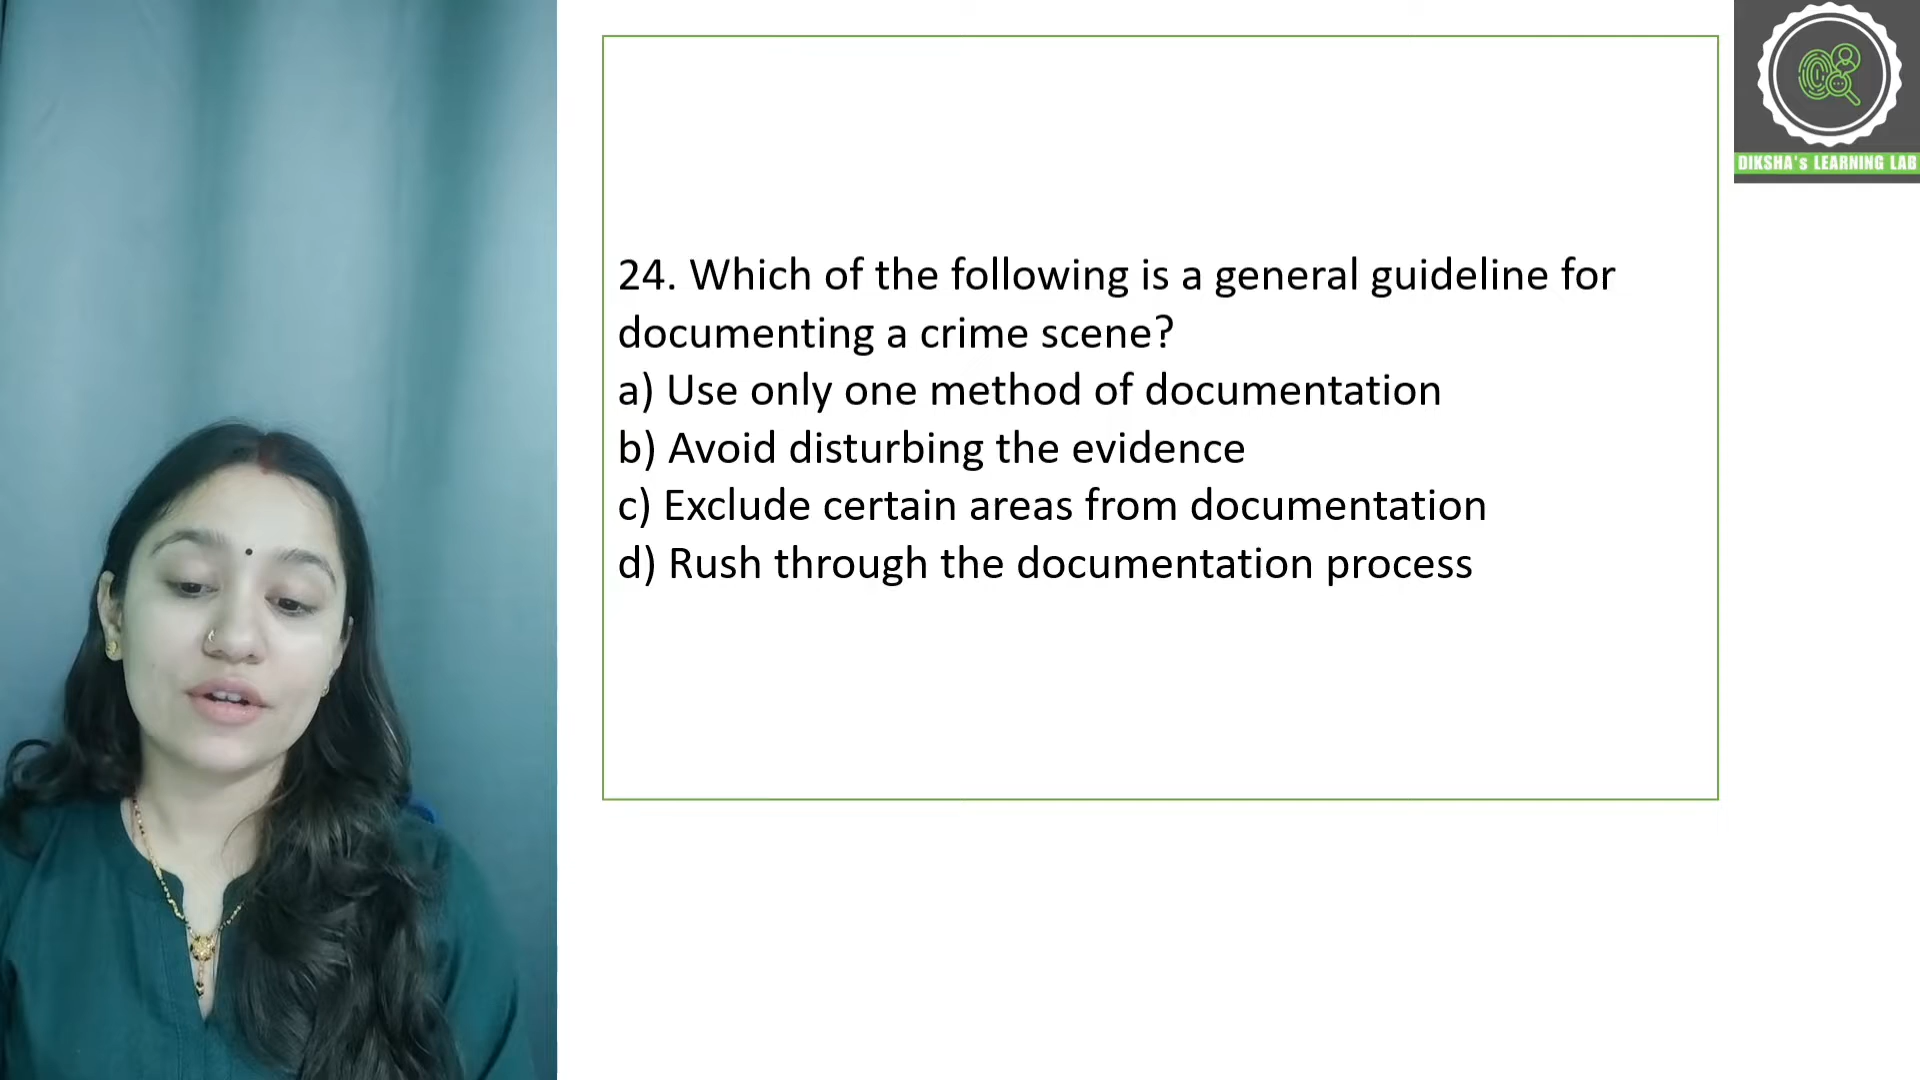 24. Which of the following is a general guideline for
documenting a crime scene?
a) Use only one method of documentation
b) Avoid disturbing the evidence
c) Exclude certain areas from documentation
d) Rush through the documentation process
DIKSHA's LEARNING LAB